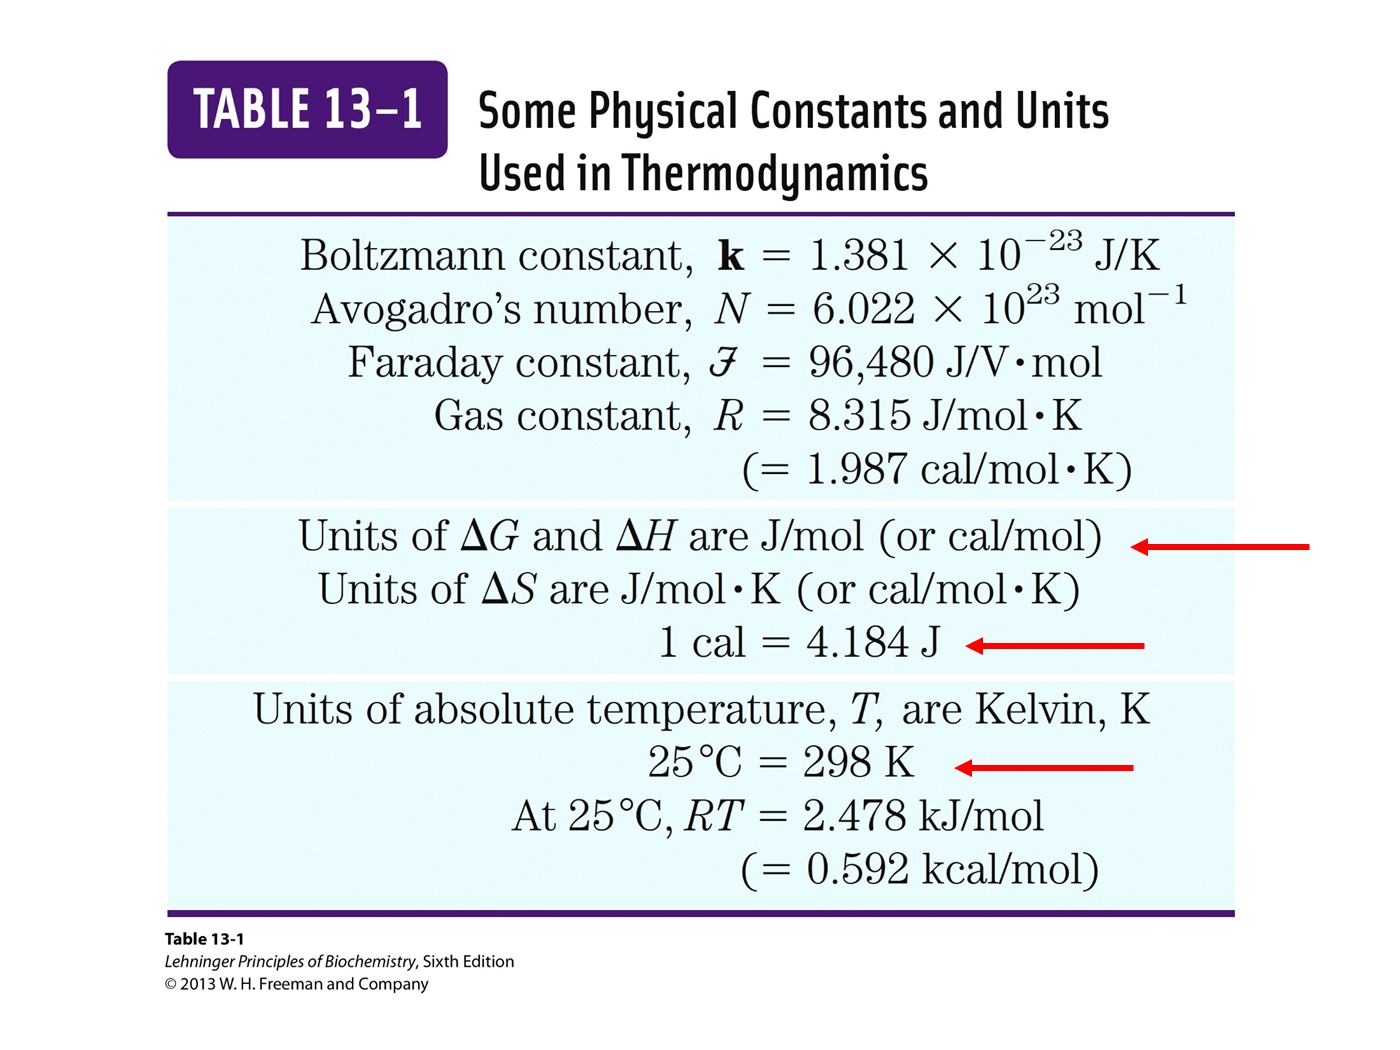 TABLE 13–1
Some Physical Constants and Units
Used in Thermodynamics
Boltzmann constant, k = 1.381 × 10⁻²³ J/K
Avogadro’s number, N = 6.022 × 10²³ mol⁻¹
Faraday constant, ℱ = 96,480 J/V·mol
Gas constant, R = 8.315 J/mol·K
(= 1.987 cal/mol·K)
Units of ΔG and ΔH are J/mol (or cal/mol)
Units of ΔS are J/mol·K (or cal/mol·K)
1 cal = 4.184 J
Units of absolute temperature, T, are Kelvin, K
25°C = 298 K
At 25°C, RT = 2.478 kJ/mol
(= 0.592 kcal/mol)
Table 13-1
Lehninger Principles of Biochemistry, Sixth Edition
© 2013 W. H. Freeman and Company